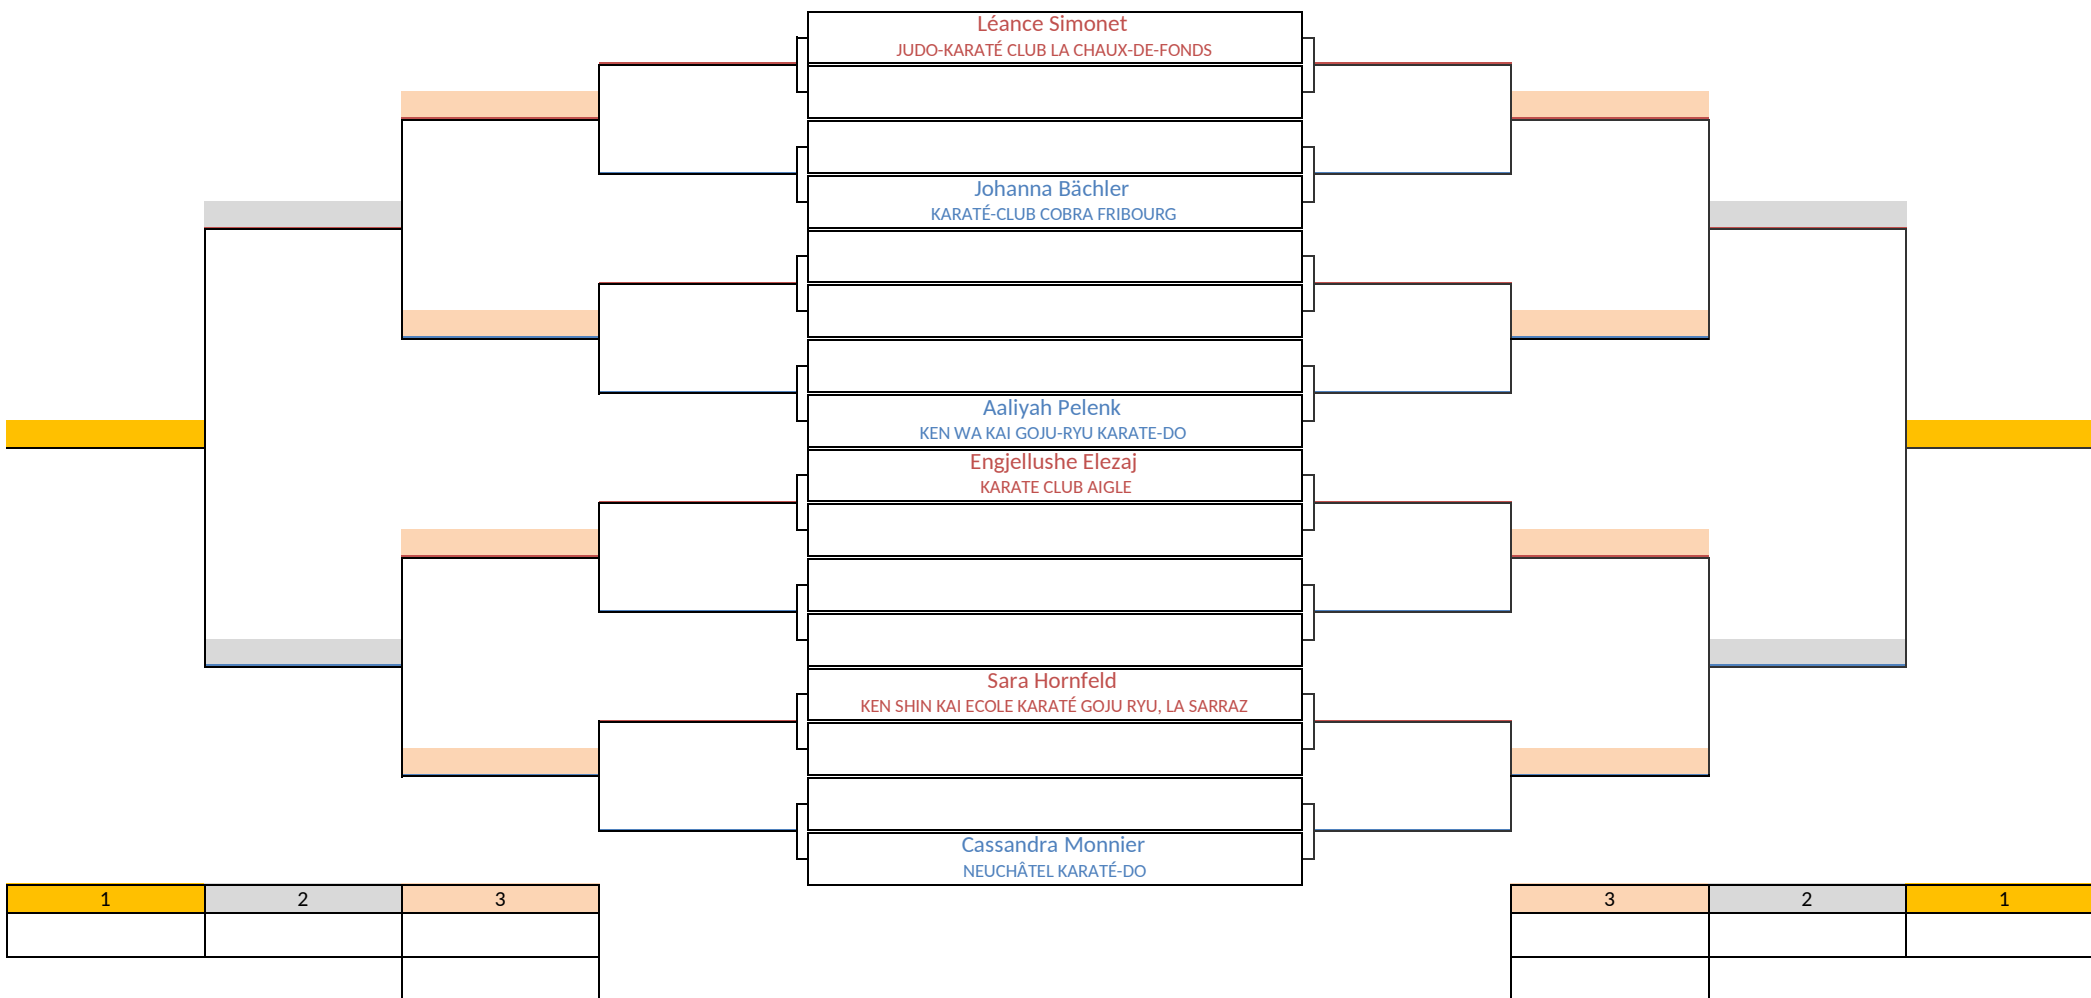 Léance Simonet
JUDO-KARATÉ CLUB LA CHAUX-DE-FONDS
Johanna Bächler
KARATÉ-CLUB COBRA FRIBOURG
Aaliyah Pelenk
KEN WA KAI GOJU-RYU KARATE-DO
Engjellushe Elezaj
KARATE CLUB AIGLE
Sara Hornfeld
KEN SHIN KAI ECOLE KARATÉ GOJU RYU, LA SARRAZ
Cassandra Monnier
NEUCHÂTEL KARATÉ-DO
1 2 3 3 2 1